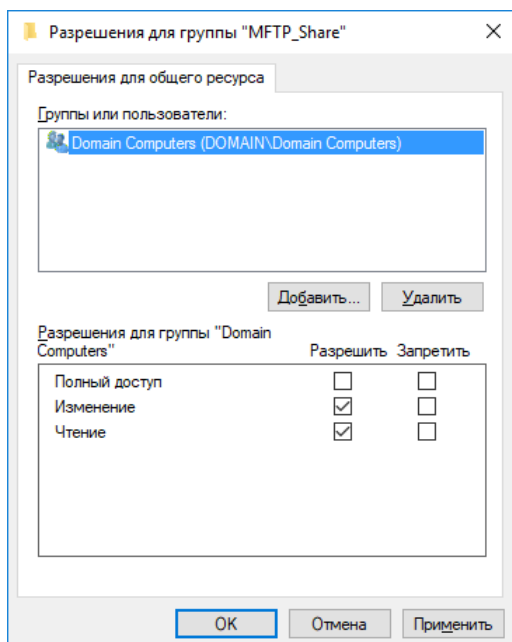 Разрешения для группы "MFTP_Share"
Разрешения для общего ресурса
Группы или пользователи:
Domain Computers (DOMAIN\Domain Computers)
Добавить... Удалить
Разрешения для группы "Domain
Computers" Разрешить Запретить
Полный доступ
Изменение
Чтение
OK Отмена Применить